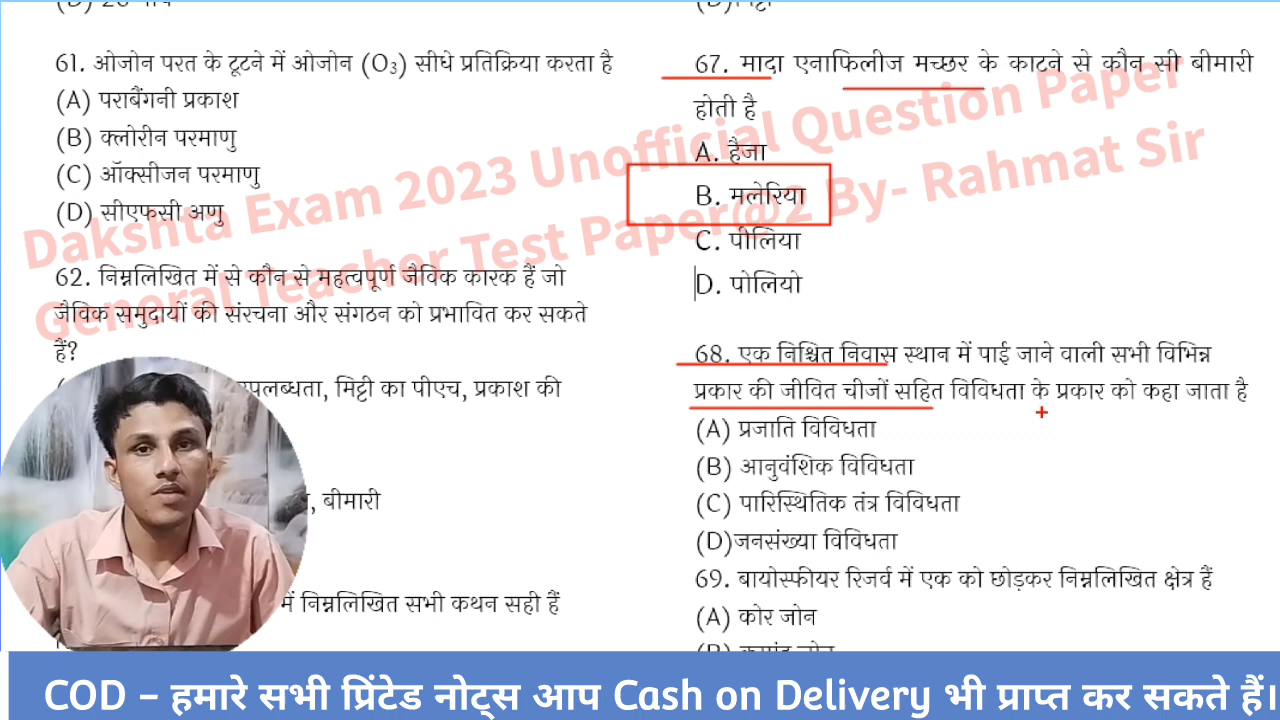 61. ओजोन परत के टूटने में ओजोन (O₃) सीधे प्रतिक्रिया करता है
(A) पराबैंगनी प्रकाश
(B) क्लोरीन परमाणु
(C) ऑक्सीजन परमाणु
(D) सीएफसी अणु
62. निम्नलिखित में से कौन से महत्वपूर्ण जैविक कारक हैं जो
जैविक समुदायों की संरचना और संगठन को प्रभावित कर सकते
हैं?
मिट्टी का पीएच, प्रकाश की
बीमारी
में निम्नलिखित सभी कथन सही हैं
67. मादा एनाफिलीज मच्छर के काटने से कौन सी बीमारी
होती है
A. हैजा
B. मलेरिया
C. पीलिया
D. पोलियो
68. एक निश्चित निवास स्थान में पाई जाने वाली सभी विभिन्न
प्रकार की जीवित चीजों सहित विविधता के प्रकार को कहा जाता है
(A) प्रजाति विविधता
(B) आनुवंशिक विविधता
(C) पारिस्थितिक तंत्र विविधता
(D)जनसंख्या विविधता
69. बायोस्फीयर रिजर्व में एक को छोड़कर निम्नलिखित क्षेत्र हैं
(A) कोर जोन
Dakshta Exam 2023 Unofficial Question Paper
General Teacher Test Paper@2 By- Rahmat Sir
COD – हमारे सभी प्रिंटेड नोट्स आप Cash on Delivery भी प्राप्त कर सकते हैं।